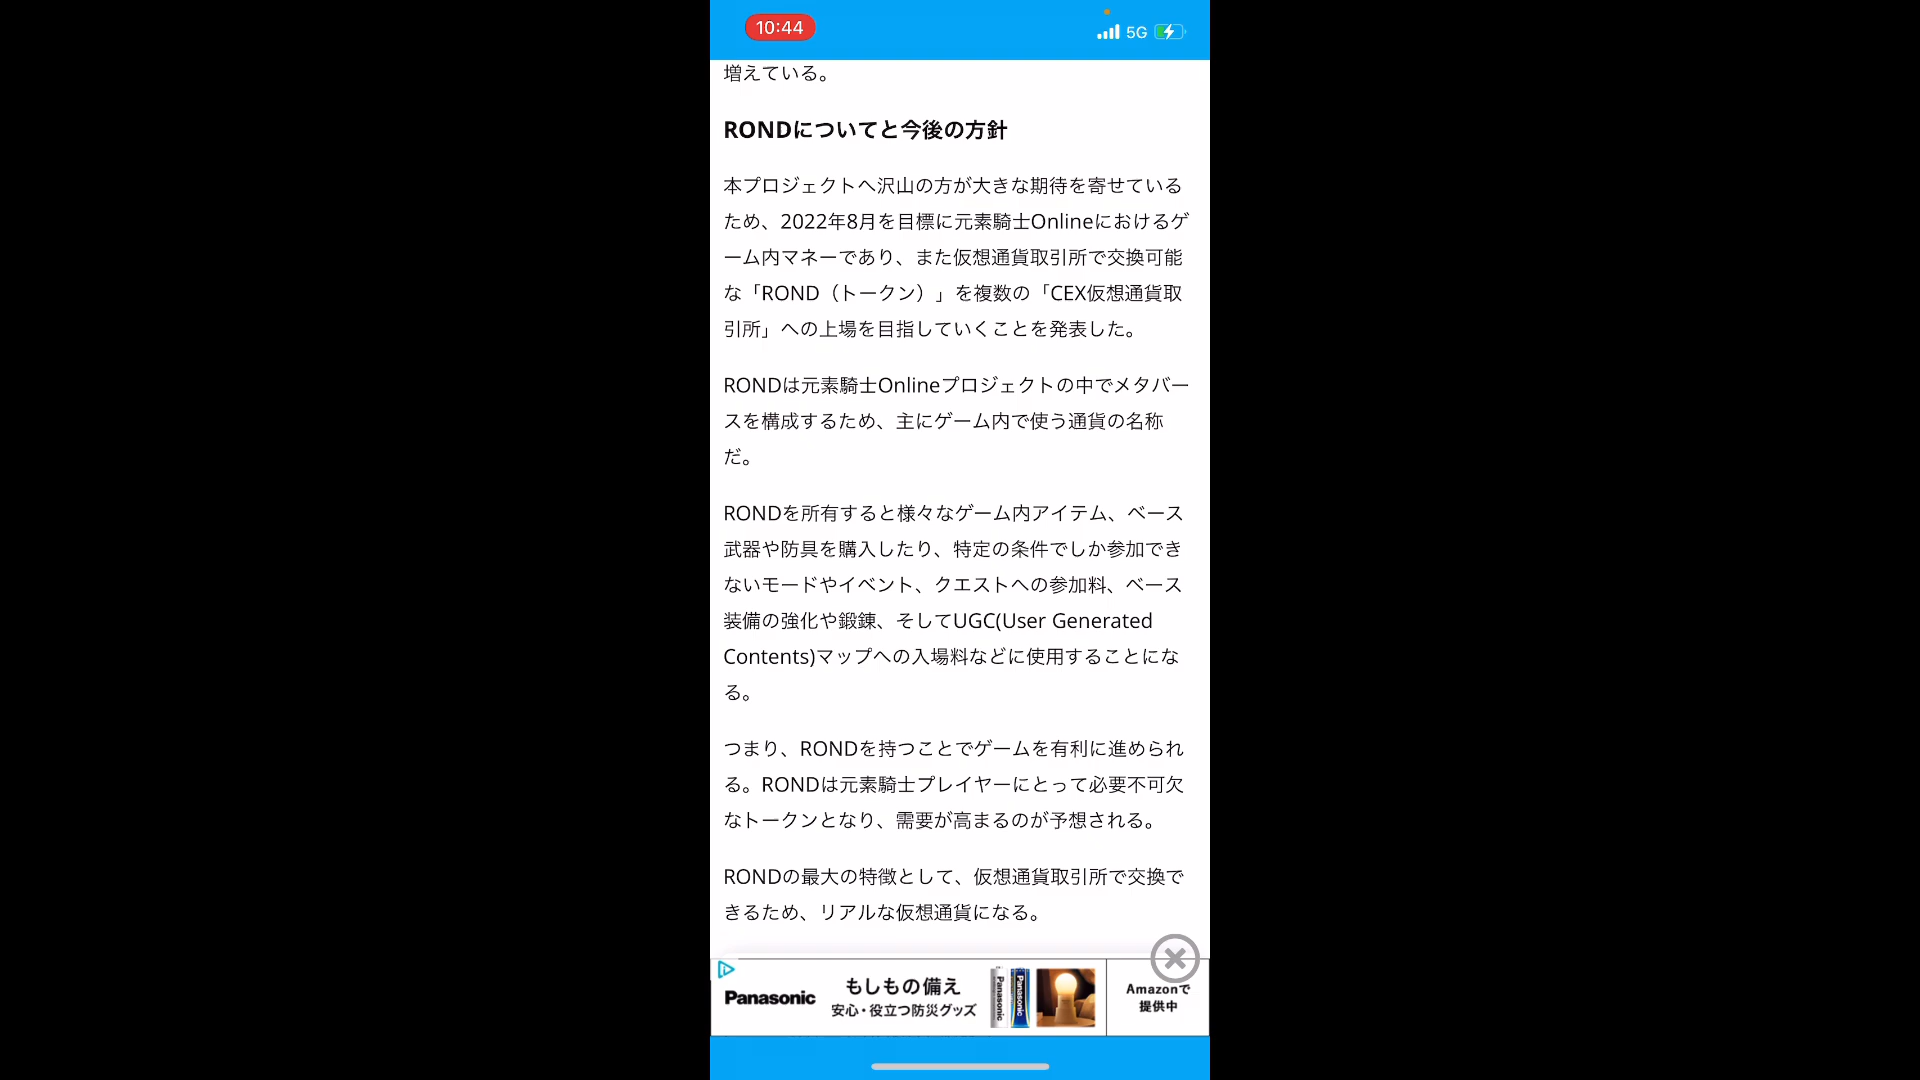 10:44
5G
増えている。
RONDについてと今後の方針
本プロジェクトへ沢山の方が大きな期待を寄せている
ため、2022年8月を目標に元素騎士Onlineにおけるゲ
ーム内マネーであり、また仮想通貨取引所で交換可能
な「ROND（トークン）」を複数の「CEX仮想通貨取
引所」への上場を目指していくことを発表した。
RONDは元素騎士Onlineプロジェクトの中でメタバー
スを構成するため、主にゲーム内で使う通貨の名称
だ。
RONDを所有すると様々なゲーム内アイテム、ベース
武器や防具を購入したり、特定の条件でしか参加でき
ないモードやイベント、クエストへの参加料、ベース
装備の強化や鍛錬、そしてUGC(User Generated
Contents)マップへの入場料などに使用することにな
る。
つまり、RONDを持つことでゲームを有利に進められ
る。RONDは元素騎士プレイヤーにとって必要不可欠
なトークンとなり、需要が高まるのが予想される。
RONDの最大の特徴として、仮想通貨取引所で交換で
きるため、リアルな仮想通貨になる。
Panasonic
もしもの備え
安心・役立つ防災グッズ
Panasonic
Panasonic
Amazonで
提供中